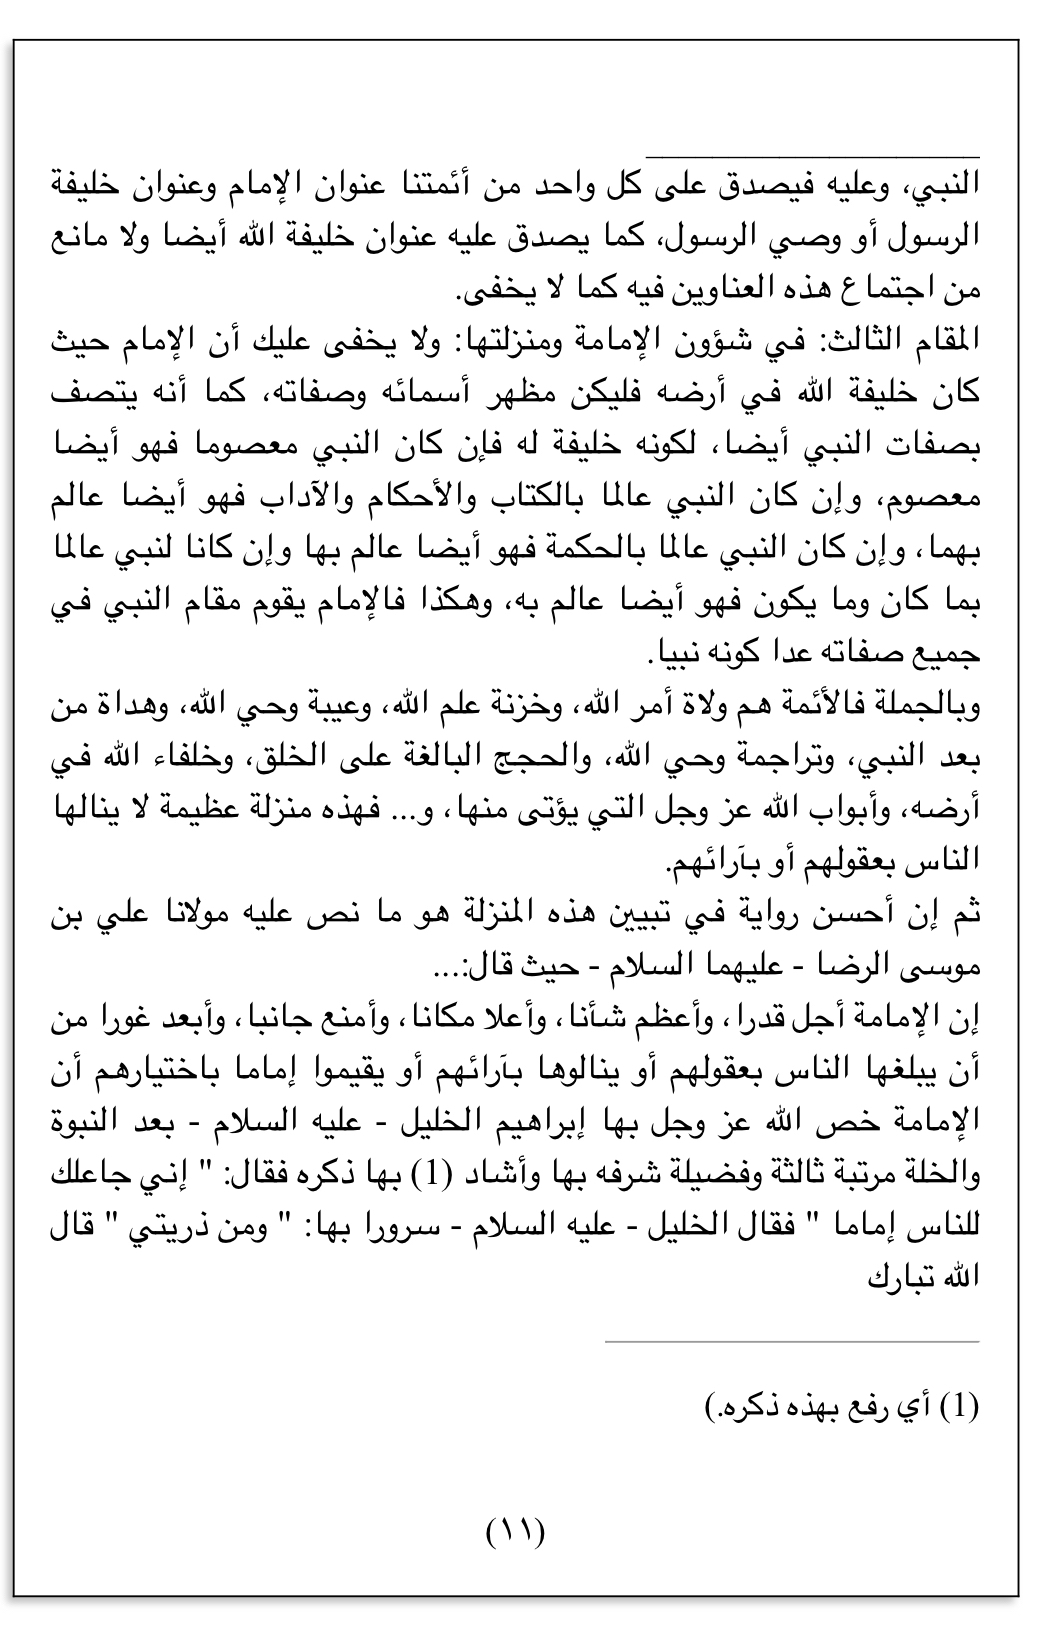 النبي، وعليه فيصدق على كل واحد من أئمتنا عنوان الإمام وعنوان خليفة
الرسول أو وصي الرسول، كما يصدق عليه عنوان خليفة الله أيضا ولا مانع
من اجتماع هذه العناوين فيه كما لا يخفى.
المقام الثالث: في شؤون الإمامة ومنزلتها: ولا يخفى عليك أن الإمام حيث
كان خليفة الله في أرضه فليكن مظهر أسمائه وصفاته، كما أنه يتصف
بصفات النبي أيضا، لكونه خليفة له فإن كان النبي معصوما فهو أيضا
معصوم، وإن كان النبي عالما بالكتاب والأحكام والآداب فهو أيضا عالم
بهما، وإن كان النبي عالما بالحكمة فهو أيضا عالم بها وإن كانا لنبي عالما
بما كان وما يكون فهو أيضا عالم به، وهكذا فالإمام يقوم مقام النبي في
جميع صفاته عدا كونه نبيا.
وبالجملة فالأئمة هم ولاة أمر الله، وخزنة علم الله، وعيبة وحي الله، وهداة من
بعد النبي، وتراجمة وحي الله، والحجج البالغة على الخلق، وخلفاء الله في
أرضه، وأبواب الله عز وجل التي يؤتى منها، و... فهذه منزلة عظيمة لا ينالها
الناس بعقولهم أو بآرائهم.
ثم إن أحسن رواية في تبيين هذه المنزلة هو ما نص عليه مولانا علي بن
موسى الرضا - عليهما السلام - حيث قال:...
إن الإمامة أجل قدرا، وأعظم شأنا، وأعلا مكانا، وأمنع جانبا، وأبعد غورا من
أن يبلغها الناس بعقولهم أو ينالوها بآرائهم أو يقيموا إماما باختيارهم أن
الإمامة خص الله عز وجل بها إبراهيم الخليل - عليه السلام - بعد النبوة
والخلة مرتبة ثالثة وفضيلة شرفه بها وأشاد (1) بها ذكره فقال: " إني جاعلك
للناس إماما " فقال الخليل - عليه السلام - سرورا بها: " ومن ذريتي " قال
الله تبارك
(1) أي رفع بهذه ذكره.)
(١١)